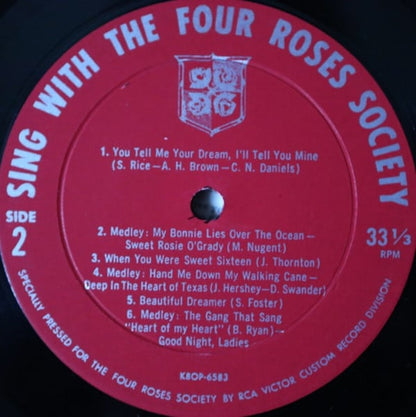 SING WITH THE FOUR ROSES SOCIETY
1. You Tell Me Your Dream, I'll Tell You Mine
(S. Rice—A. H. Brown—C. N. Daniels)
SIDE
2
33 1/3
RPM
2. Medley: My Bonnie Lies Over The Ocean—
Sweet Rosie O'Grady (M. Nugent)
3. When You Were Sweet Sixteen (J. Thornton)
4. Medley: Hand Me Down My Walking Cane—
Deep In The Heart of Texas (J. Hershey—D. Swander)
5. Beautiful Dreamer (S. Foster)
6. Medley: The Gang That Sang
"Heart of my Heart" (B. Ryan)—
Good Night, Ladies
K8OP-6583
SPECIALLY PRESSED FOR THE FOUR ROSES SOCIETY BY RCA VICTOR CUSTOM RECORD DIVISION